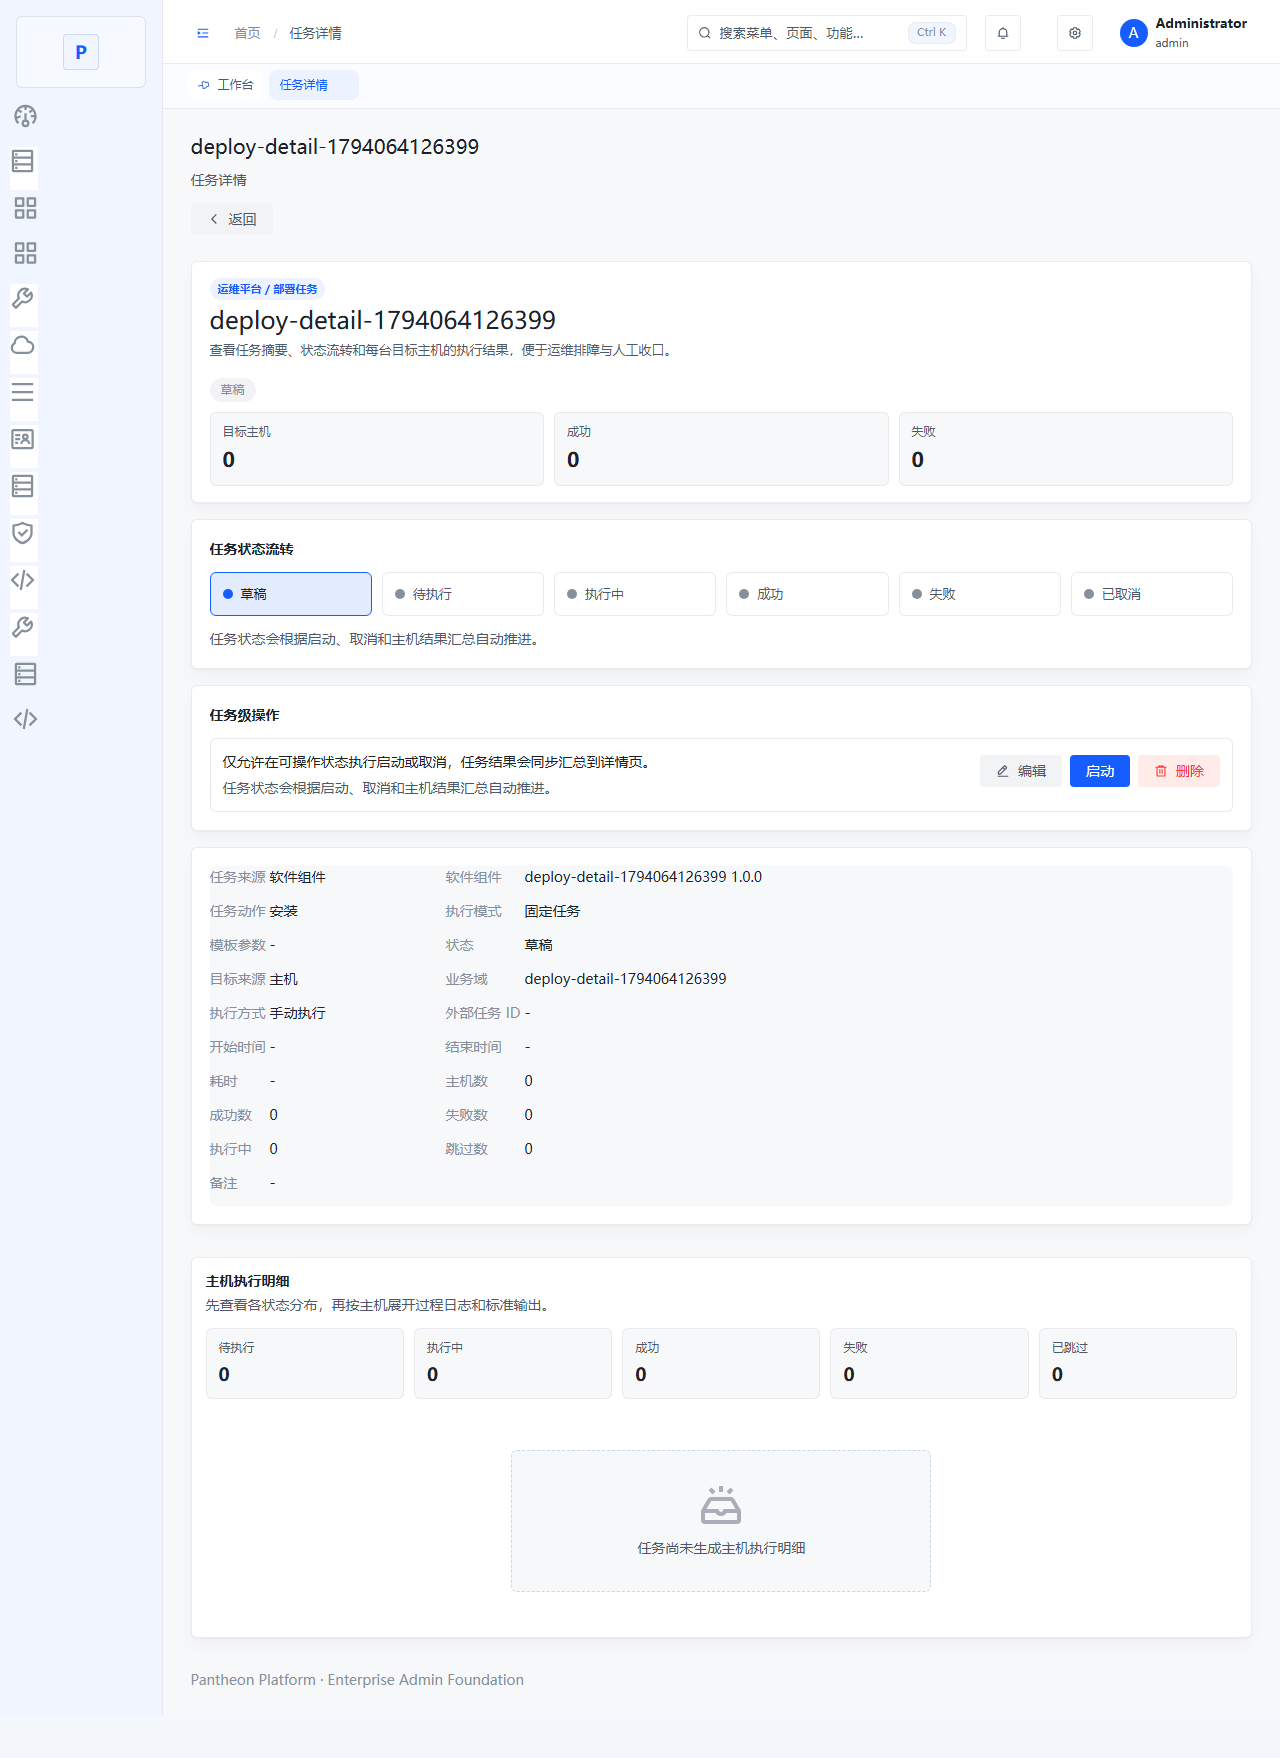 P
首页 / 任务详情
搜索菜单、页面、功能... Ctrl K
A
Administrator
admin
工作台
任务详情
deploy-detail-1794064126399
任务详情
返回
运维平台 / 部署任务
deploy-detail-1794064126399
查看任务摘要、状态流转和每台目标主机的执行结果，便于运维排障与人工收口。
草稿
目标主机 成功 失败
0 0 0
任务状态流转
草稿 待执行 执行中 成功 失败 已取消
任务状态会根据启动、取消和主机结果汇总自动推进。
任务级操作
仅允许在可操作状态执行启动或取消，任务结果会同步汇总到详情页。
任务状态会根据启动、取消和主机结果汇总自动推进。
编辑 启动 删除
任务来源 软件组件 软件组件 deploy-detail-1794064126399 1.0.0
任务动作 安装 执行模式 固定任务
模板参数 - 状态 草稿
目标来源 主机 业务域 deploy-detail-1794064126399
执行方式 手动执行 外部任务 ID -
开始时间 - 结束时间 -
耗时 - 主机数 0
成功数 0 失败数 0
执行中 0 跳过数 0
备注 -
主机执行明细
先查看各状态分布，再按主机展开过程日志和标准输出。
待执行 执行中 成功 失败 已跳过
0 0 0 0 0
任务尚未生成主机执行明细
Pantheon Platform · Enterprise Admin Foundation